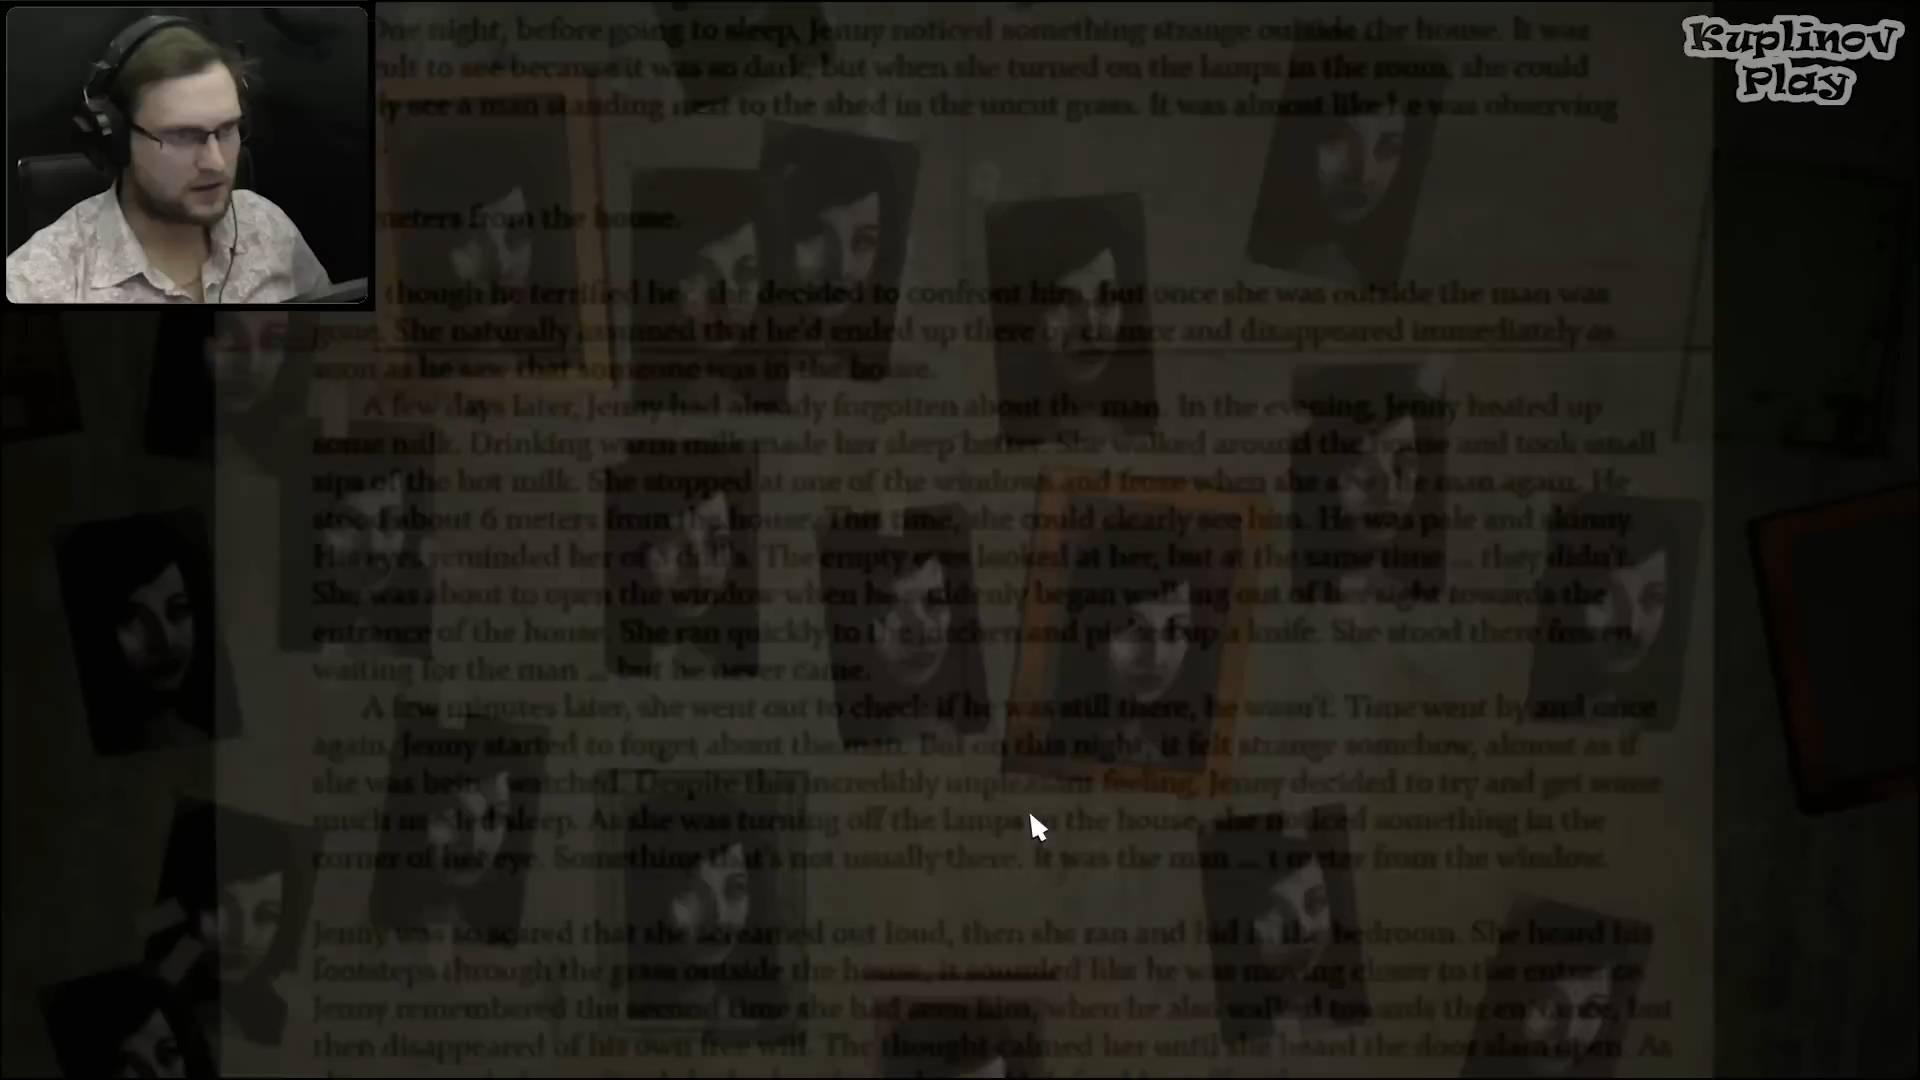 Kuplinov
Play
One night, before going to sleep, Jenny noticed something strange outside the house. It was
ult to see because it was so dark, but when she turned on the lamps in the room, she could
ly see a man standing next to the shed in the uncut grass. It was almost like he was observing
meters from the house.
though he terrified her, she decided to confront him, but once she was outside the man was
gone. She naturally assumed that he'd ended up there by chance and disappeared immediately as
soon as he saw that someone was in the house.
A few days later, Jenny had already forgotten about the man. In the evening, Jenny heated up
some milk. Drinking warm milk made her sleep better. She walked around the house and took small
sips of the hot milk. She stopped at one of the windows and froze when she saw the man again. He
stood about 6 meters from the house. This time, she could clearly see him. He was pale and skinny.
His eyes reminded her of a doll's. The empty eyes looked at her, but at the same time ... they didn't.
She was about to open the window when he suddenly began walking out of her sight towards the
entrance of the house. She ran quickly to the kitchen and picked up a knife. She stood there frozen,
waiting for the man ... but he never came.
A few minutes later, she went out to check if he was still there, he wasn't. Time went by and once
again, Jenny started to forget about the man. But on this night, it felt strange somehow, almost as if
she was being watched. Despite this incredibly unpleasant feeling, Jenny decided to try and get some
much needed sleep. As she was turning off the lamps in the house, she noticed something in the
corner of her eye. Something that's not usually there. It was the man ... 1 meter from the window.
Jenny was so scared that she screamed out loud, then she ran and hid in the bedroom. She heard his
footsteps through the grass outside the house, it sounded like he was moving closer to the entrance.
Jenny remembered the second time she had seen him, when he also walked towards the entrance, but
then disappeared of his own free will. The thought calmed her until she heard the door slam open. As